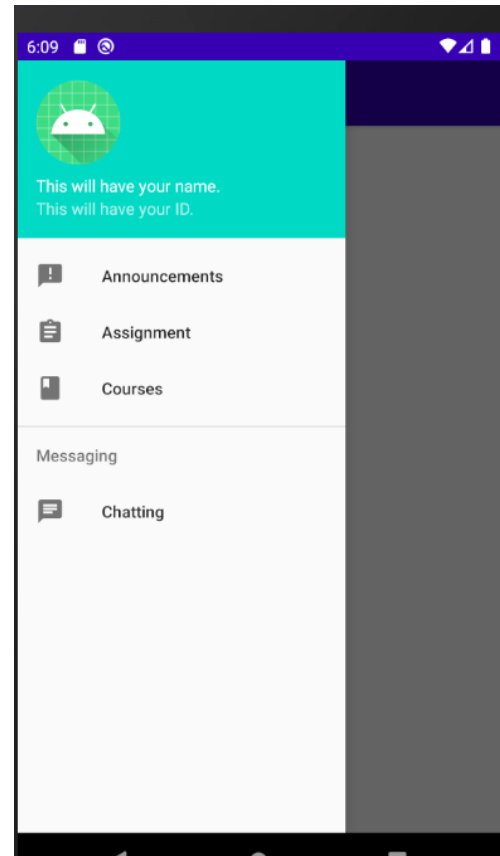 6:09
This will have your name.
This will have your ID.
Announcements
Assignment
Courses
Messaging
Chatting